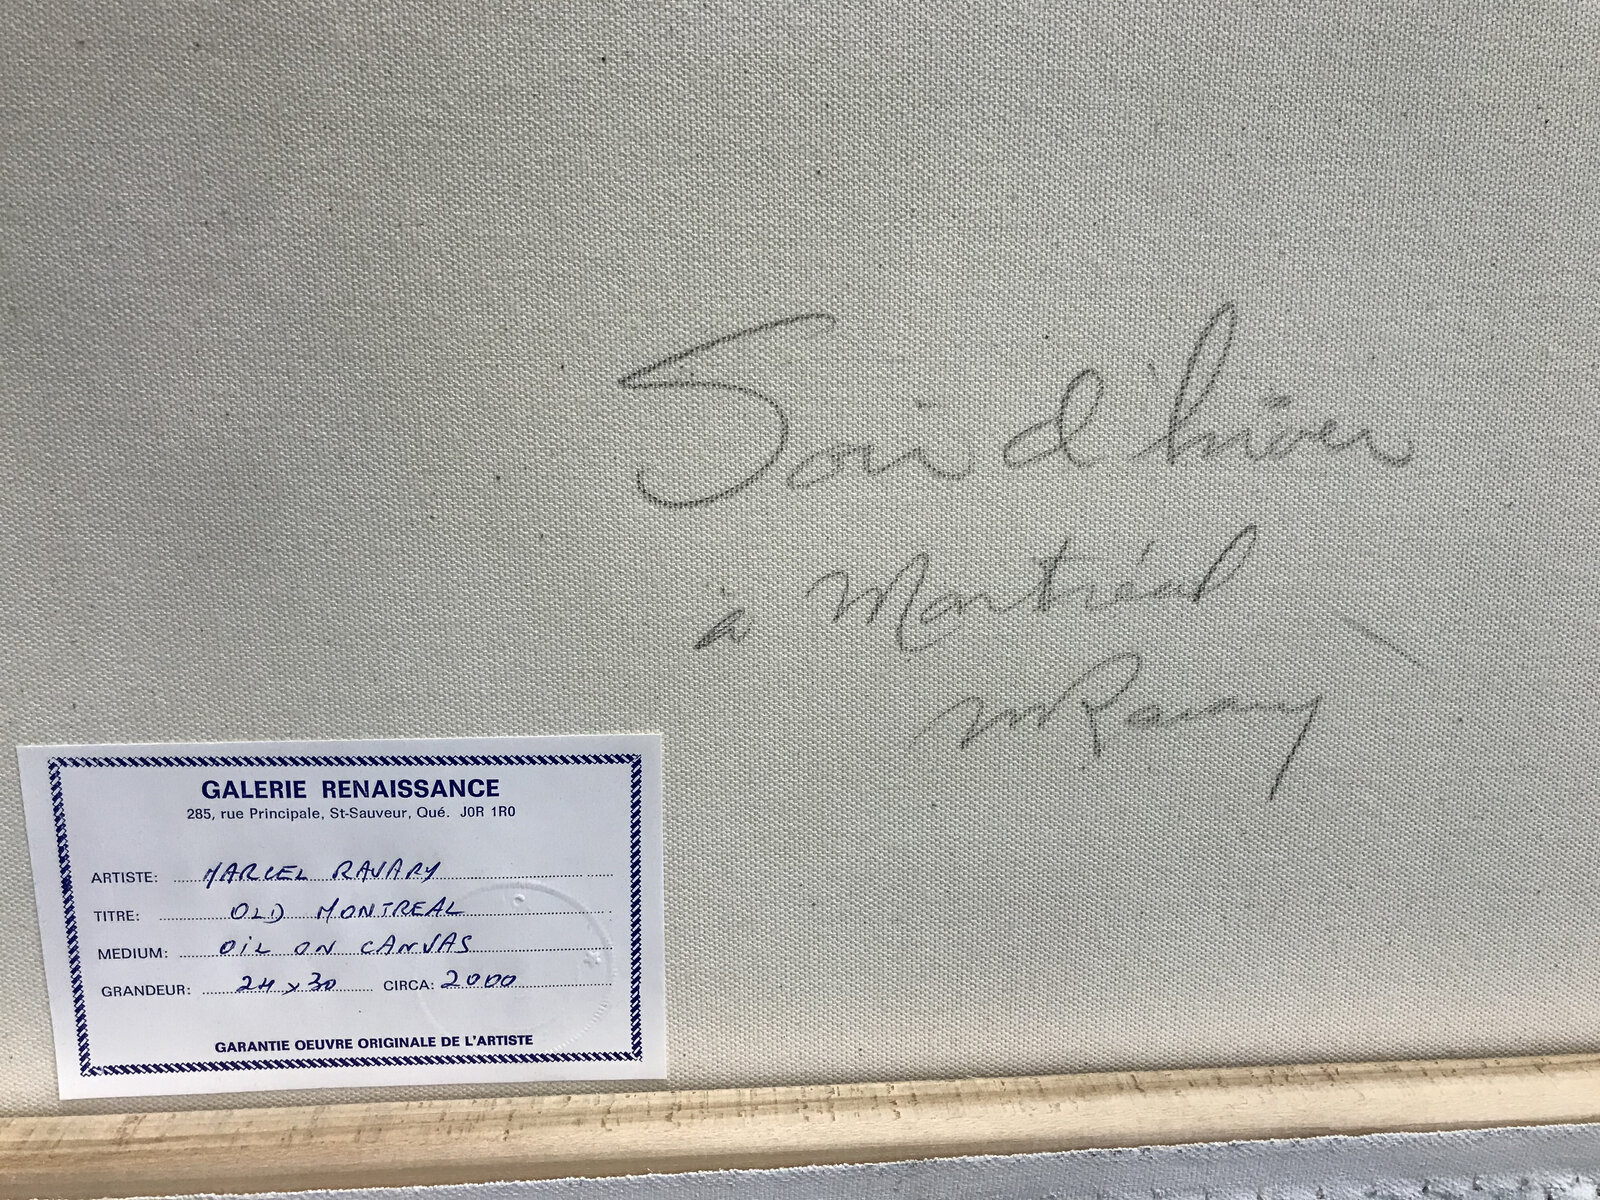 Soir d'hiver
à Montréal
M Ravary
GALERIE RENAISSANCE
285, rue Principale, St-Sauveur, Qué. J0R 1R0
ARTISTE: MARCEL RAVARY
TITRE: OLD MONTREAL
MEDIUM: OIL ON CANVAS
GRANDEUR: 24 x 30 CIRCA: 2000
GARANTIE OEUVRE ORIGINALE DE L'ARTISTE